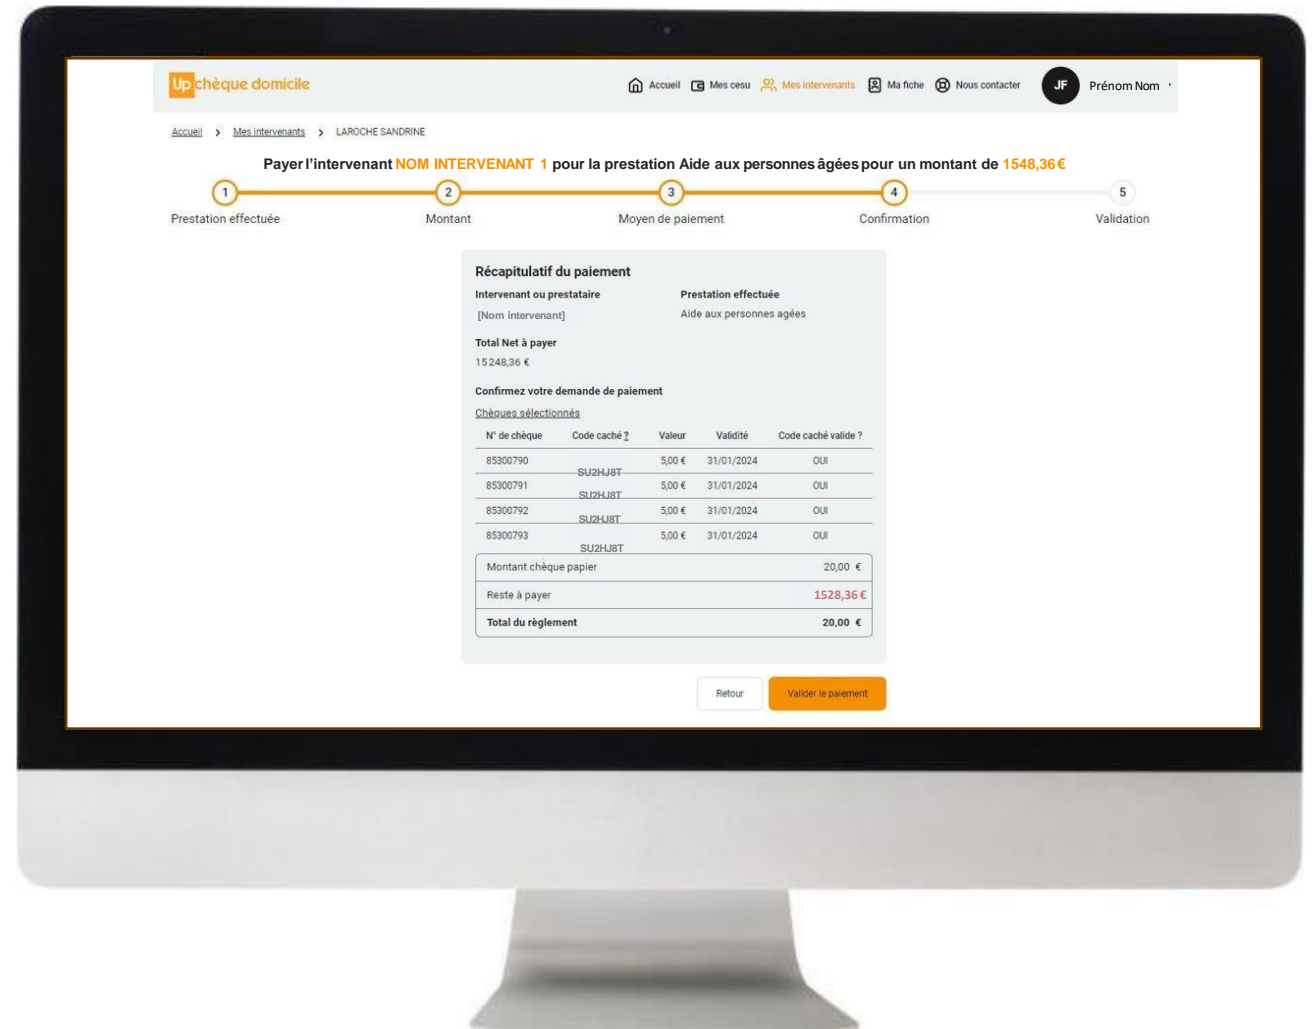 Up chèque domicile
Accueil Mes cesu Mes intervenants Ma fiche Nous contacter JF Prénom Nom
Accueil > Mes intervenants > LAROCHE SANDRINE
Payer l'intervenant NOM INTERVENANT 1 pour la prestation Aide aux personnes âgées pour un montant de 1548,36 €
1 2 3 4 5
Prestation effectuée Montant Moyen de paiement Confirmation Validation
Récapitulatif du paiement
Intervenant ou prestataire Prestation effectuée
[Nom intervenant] Aide aux personnes agées
Total Net à payer
15248,36 €
Confirmez votre demande de paiement
Chèques sélectionnés
N° de chèque Code caché ? Valeur Validité Code caché valide ?
85300790 SU2HJ8T 5,00 € 31/01/2024 OUI
85300791 SU2HJ8T 5,00 € 31/01/2024 OUI
85300792 SU2HJ8T 5,00 € 31/01/2024 OUI
85300793 SU2HJ8T 5,00 € 31/01/2024 OUI
Montant chèque papier 20,00 €
Reste à payer 1528,36 €
Total du règlement 20,00 €
Retour Valider le paiement